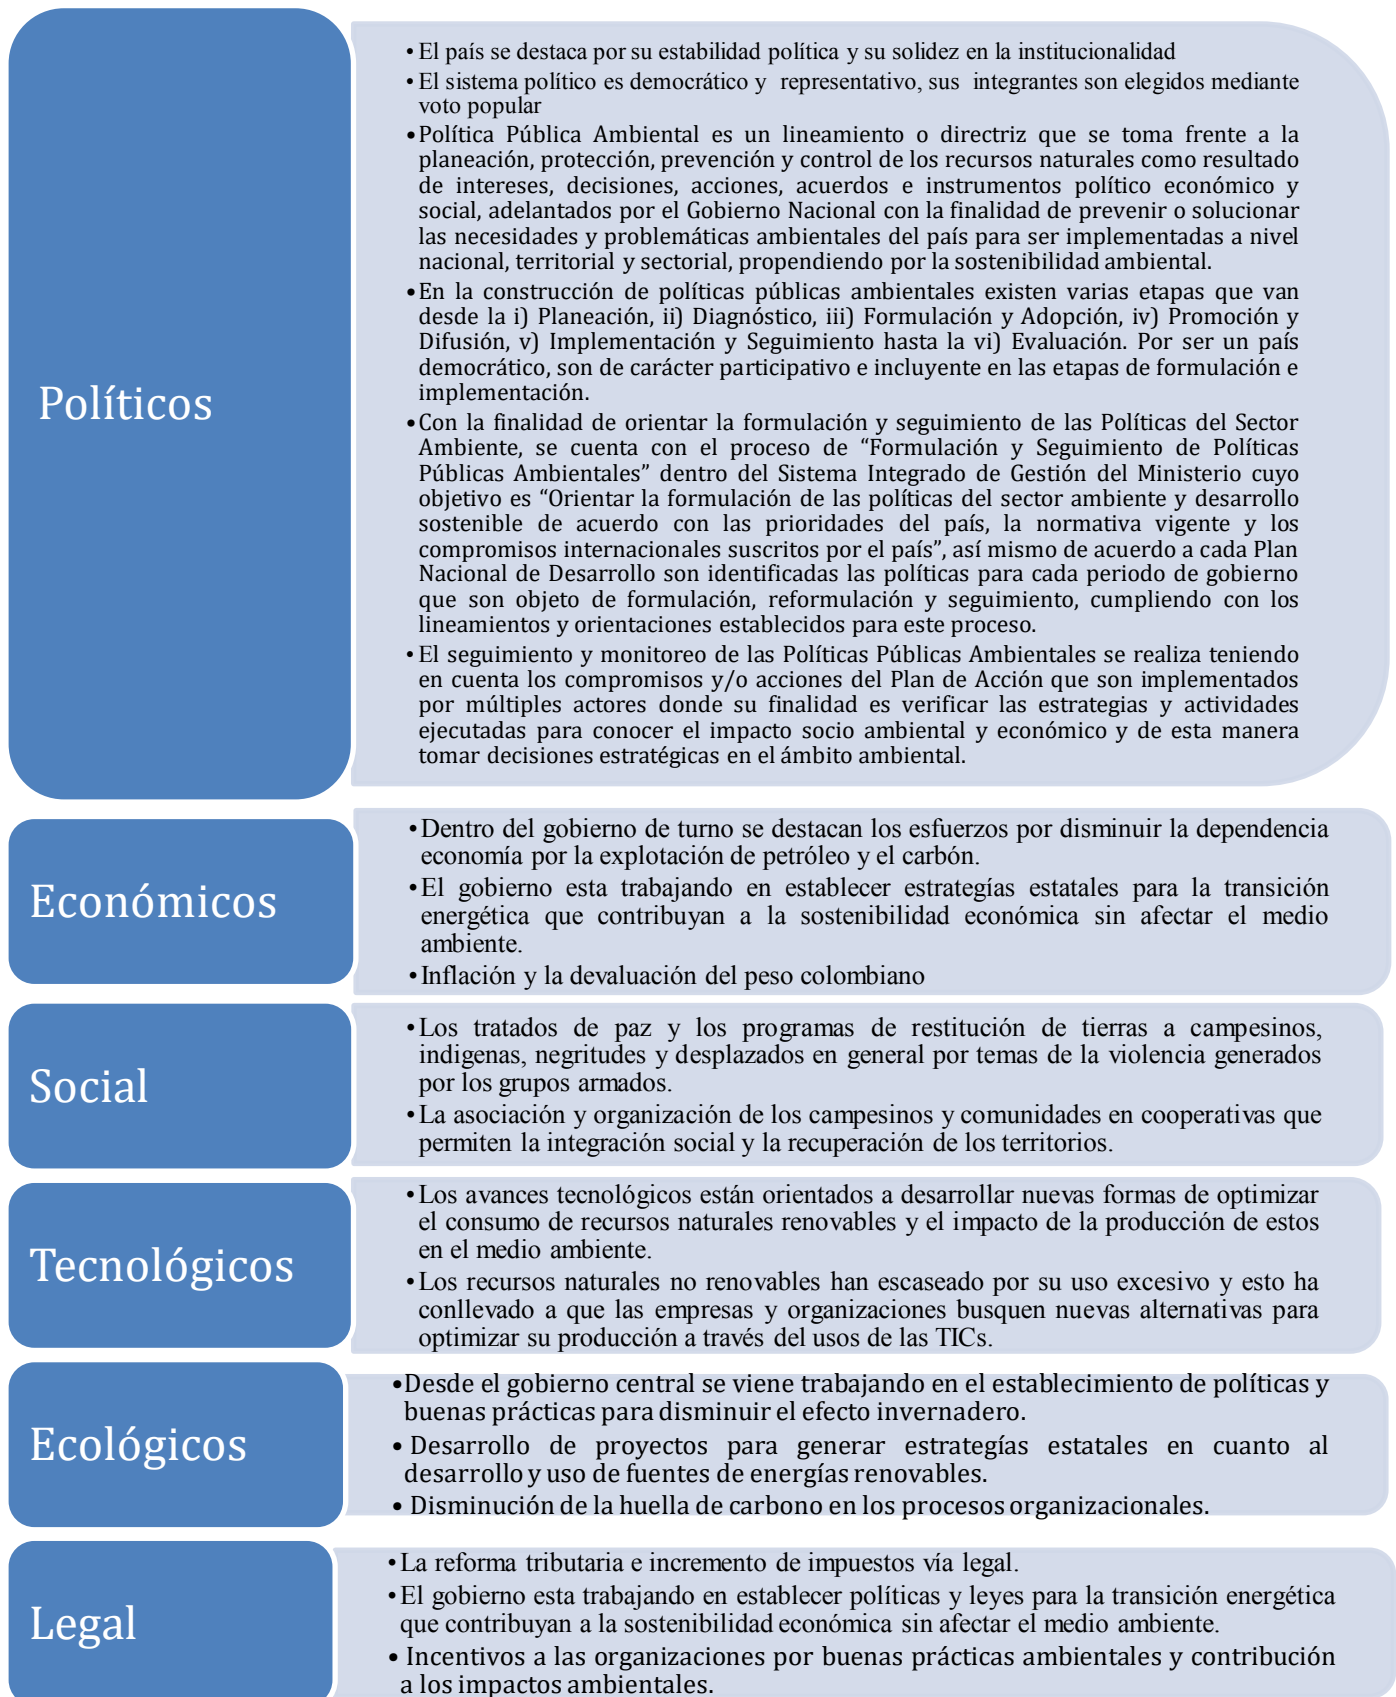 Políticos
• El país se destaca por su estabilidad política y su solidez en la institucionalidad
• El sistema político es democrático y representativo, sus integrantes son elegidos mediante
voto popular
• Política Pública Ambiental es un lineamiento o directriz que se toma frente a la
planeación, protección, prevención y control de los recursos naturales como resultado
de intereses, decisiones, acciones, acuerdos e instrumentos político económico y
social, adelantados por el Gobierno Nacional con la finalidad de prevenir o solucionar
las necesidades y problemáticas ambientales del país para ser implementadas a nivel
nacional, territorial y sectorial, propendiendo por la sostenibilidad ambiental.
• En la construcción de políticas públicas ambientales existen varias etapas que van
desde la i) Planeación, ii) Diagnóstico, iii) Formulación y Adopción, iv) Promoción y
Difusión, v) Implementación y Seguimiento hasta la vi) Evaluación. Por ser un país
democrático, son de carácter participativo e incluyente en las etapas de formulación e
implementación.
• Con la finalidad de orientar la formulación y seguimiento de las Políticas del Sector
Ambiente, se cuenta con el proceso de “Formulación y Seguimiento de Políticas
Públicas Ambientales” dentro del Sistema Integrado de Gestión del Ministerio cuyo
objetivo es “Orientar la formulación de las políticas del sector ambiente y desarrollo
sostenible de acuerdo con las prioridades del país, la normativa vigente y los
compromisos internacionales suscritos por el país”, así mismo de acuerdo a cada Plan
Nacional de Desarrollo son identificadas las políticas para cada periodo de gobierno
que son objeto de formulación, reformulación y seguimiento, cumpliendo con los
lineamientos y orientaciones establecidos para este proceso.
• El seguimiento y monitoreo de las Políticas Públicas Ambientales se realiza teniendo
en cuenta los compromisos y/o acciones del Plan de Acción que son implementados
por múltiples actores donde su finalidad es verificar las estrategias y actividades
ejecutadas para conocer el impacto socio ambiental y económico y de esta manera
tomar decisiones estratégicas en el ámbito ambiental.
Económicos
• Dentro del gobierno de turno se destacan los esfuerzos por disminuir la dependencia
economía por la explotación de petróleo y el carbón.
• El gobierno esta trabajando en establecer estrategías estatales para la transición
energética que contribuyan a la sostenibilidad económica sin afectar el medio
ambiente.
• Inflación y la devaluación del peso colombiano
Social
• Los tratados de paz y los programas de restitución de tierras a campesinos,
indigenas, negritudes y desplazados en general por temas de la violencia generados
por los grupos armados.
• La asociación y organización de los campesinos y comunidades en cooperativas que
permiten la integración social y la recuperación de los territorios.
Tecnológicos
• Los avances tecnológicos están orientados a desarrollar nuevas formas de optimizar
el consumo de recursos naturales renovables y el impacto de la producción de estos
en el medio ambiente.
• Los recursos naturales no renovables han escaseado por su uso excesivo y esto ha
conllevado a que las empresas y organizaciones busquen nuevas alternativas para
optimizar su producción a través del usos de las TICs.
Ecológicos
• Desde el gobierno central se viene trabajando en el establecimiento de políticas y
buenas prácticas para disminuir el efecto invernadero.
• Desarrollo de proyectos para generar estrategías estatales en cuanto al
desarrollo y uso de fuentes de energías renovables.
• Disminución de la huella de carbono en los procesos organizacionales.
Legal
• La reforma tributaria e incremento de impuestos vía legal.
• El gobierno esta trabajando en establecer políticas y leyes para la transición energética
que contribuyan a la sostenibilidad económica sin afectar el medio ambiente.
• Incentivos a las organizaciones por buenas prácticas ambientales y contribución
a los impactos ambientales.